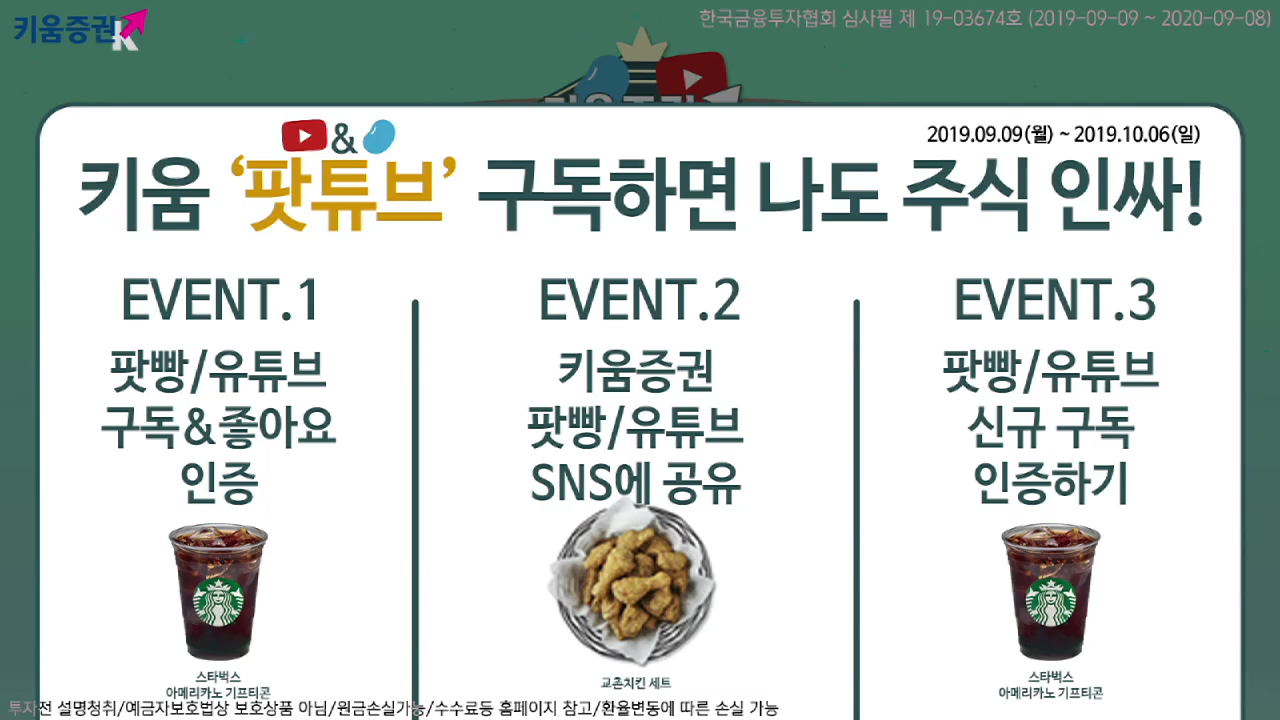 키움증권
한국금융투자협회 심사필 제 19-03674호 (2019-09-09 ~ 2020-09-08)
&
2019.09.09(월) ~ 2019.10.06(일)
키움 ‘팟튜브’ 구독하면 나도 주식 인싸!
EVENT.1
팟빵/유튜브
구독&좋아요
인증
스타벅스
아메리카노 기프티콘
EVENT.2
키움증권
팟빵/유튜브
SNS에 공유
교촌치킨 세트
EVENT.3
팟빵/유튜브
신규 구독
인증하기
스타벅스
아메리카노 기프티콘
투자전 설명청취/예금자보호법상 보호상품 아님/원금손실가능/수수료등 홈페이지 참고/환율변동에 따른 손실 가능